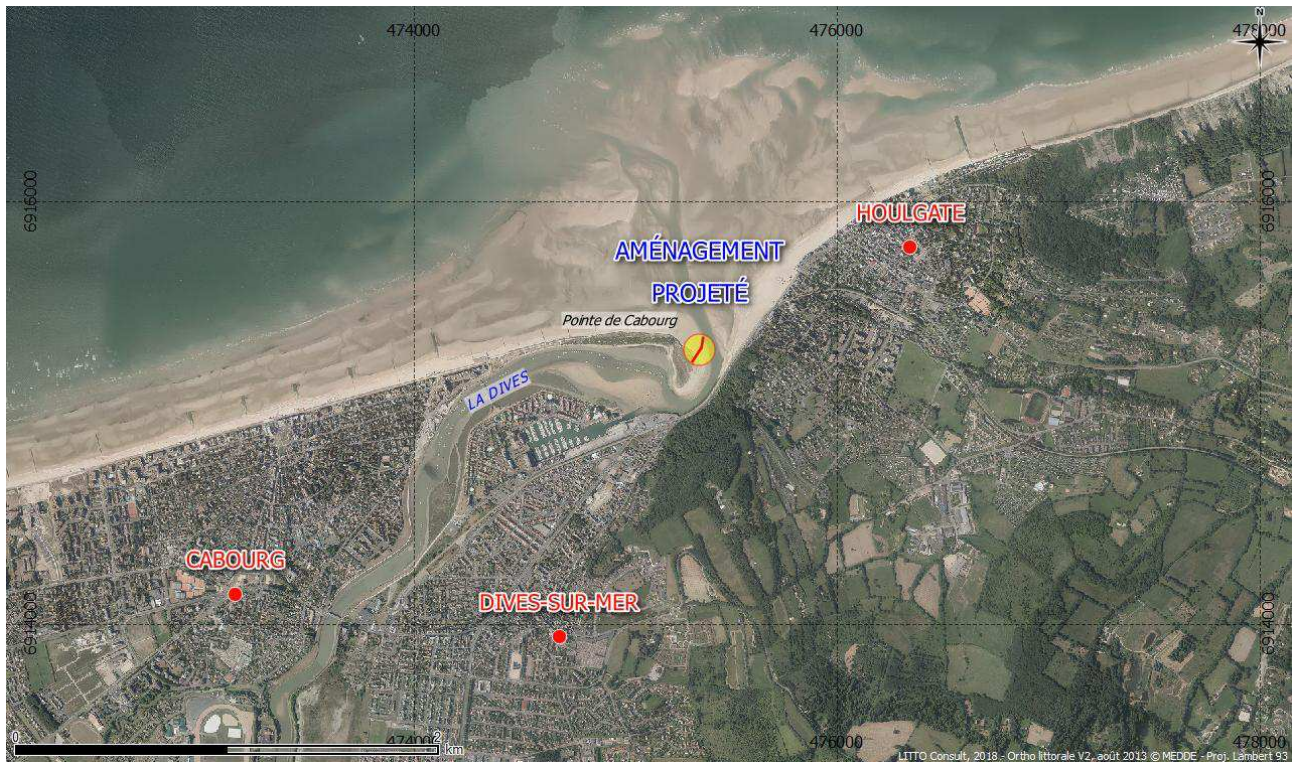 474000
476000
478000
N
6916000
6916000
HOULGATE
AMÉNAGEMENT
PROJETÉ
Pointe de Cabourg
LA DIVES
CABOURG
DIVES-SUR-MER
6914000
6914000
0
2
km
474000
476000
478000
LITTO Consult, 2018 - Ortho littorale V2, août 2013 © MEDDE - Proj. Lambert 93